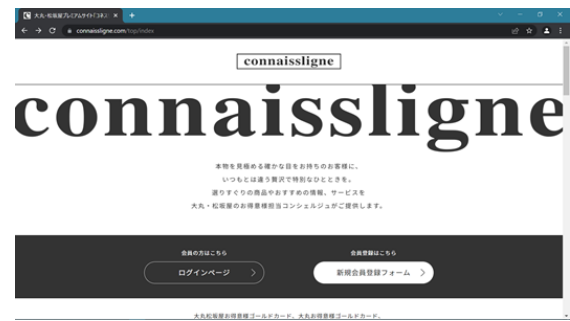 大丸・松坂屋プレミアムサイト「コネス
connaissligne.com/top/index
connaissligne
connaissligne
本物を見極める確かな目をお持ちのお客様に、
いつもとは違う贅沢で特別なひとときを。
選りすぐりの商品やおすすめの情報、サービスを
大丸・松坂屋のお得意様担当コンシェルジュがご提供します。
会員の方はこちら
会員登録はこちら
ログインページ
新規会員登録フォーム
大丸松坂屋お得意様ゴールドカード、大丸お得意様ゴールドカード、